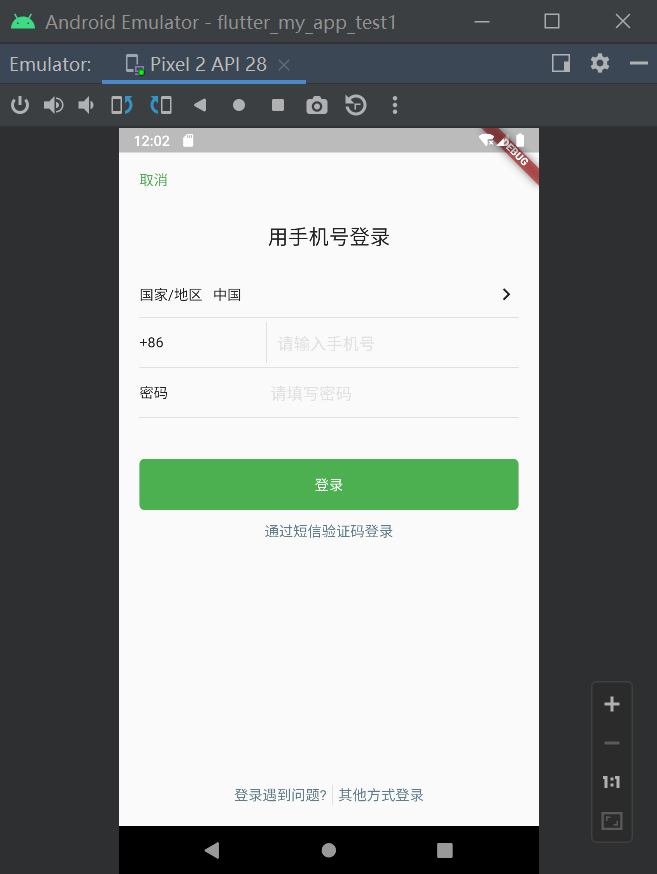 Android Emulator - flutter_my_app_test1
Emulator: Pixel 2 API 28
12:02
DEBUG
取消
用手机号登录
国家/地区 中国
+86 请输入手机号
密码 请填写密码
登录
通过短信验证码登录
1:1
登录遇到问题? 其他方式登录